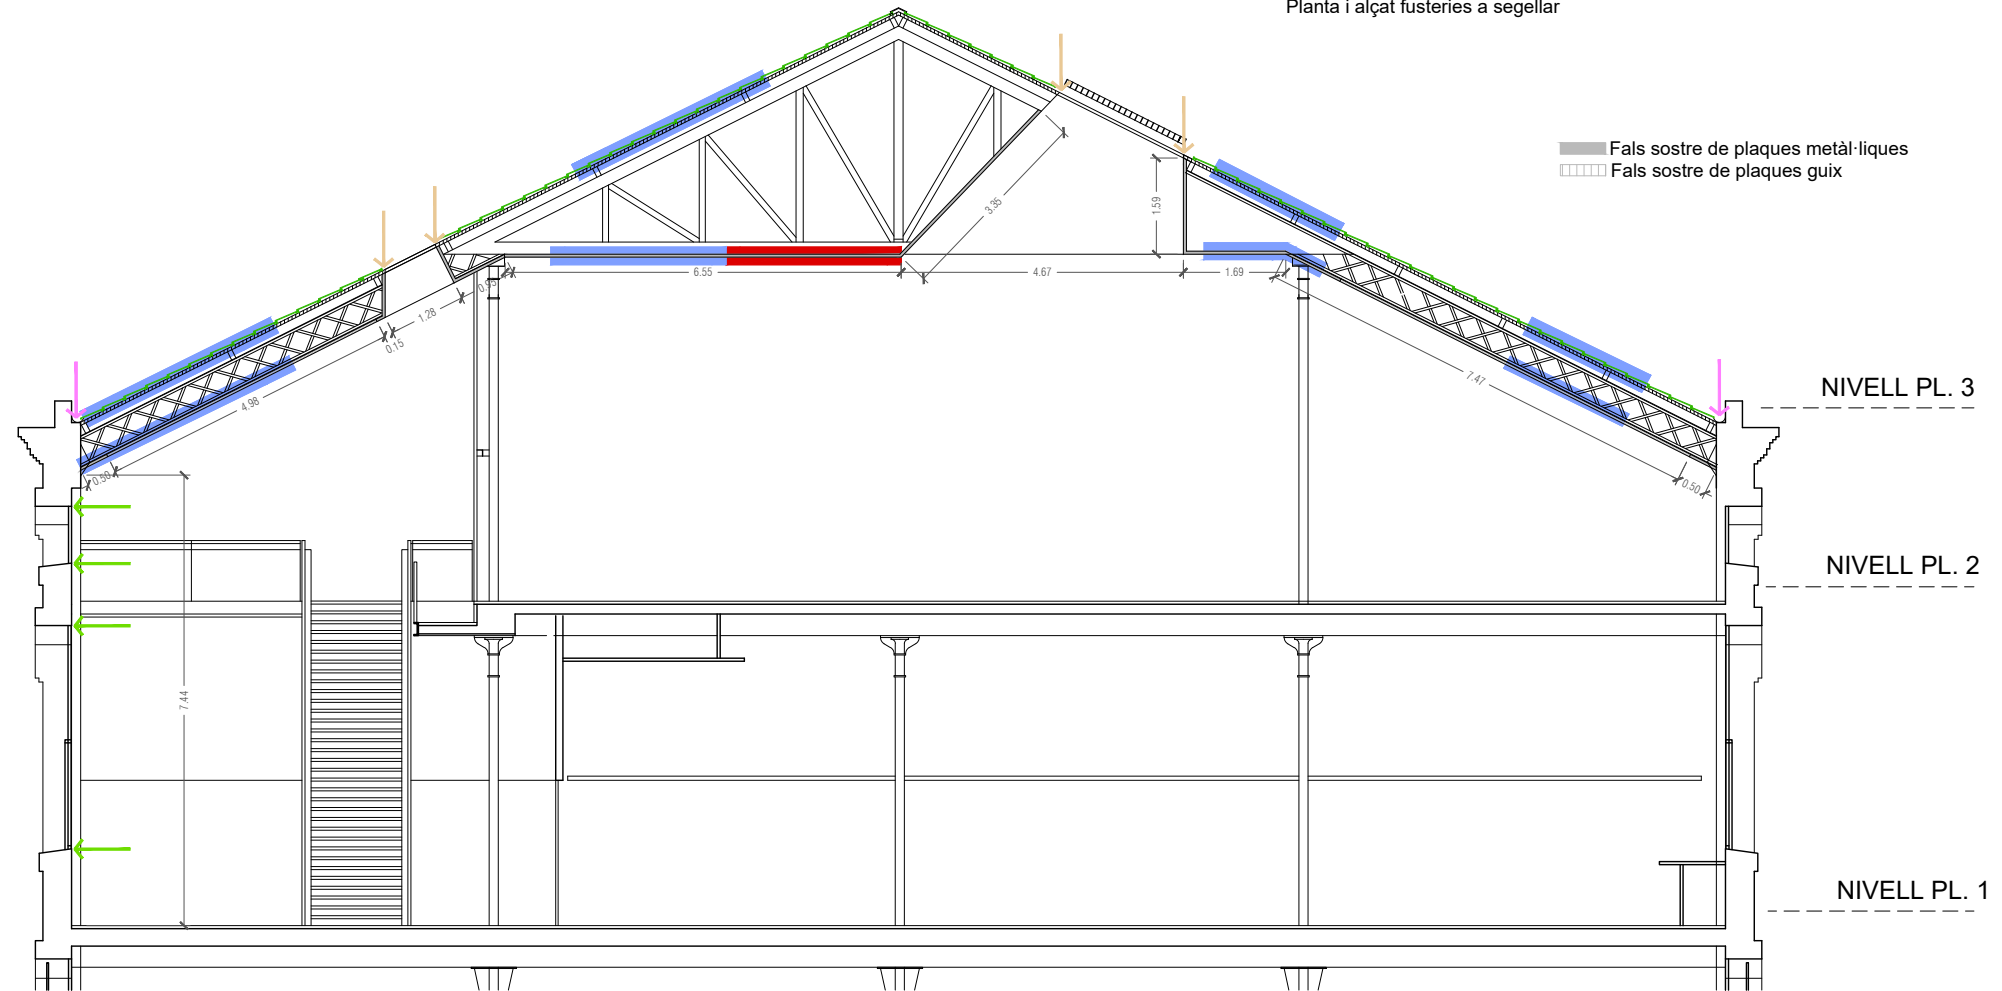 Planta i alçat fusteries a segellar
Fals sostre de plaques metàl·liques
Fals sostre de plaques guix
3.35
1.59
6.55
4.67
1.69
0.95
1.28
0.15
4.98
7.47
NIVELL PL. 3
0.50
0.50
NIVELL PL. 2
7.44
NIVELL PL. 1